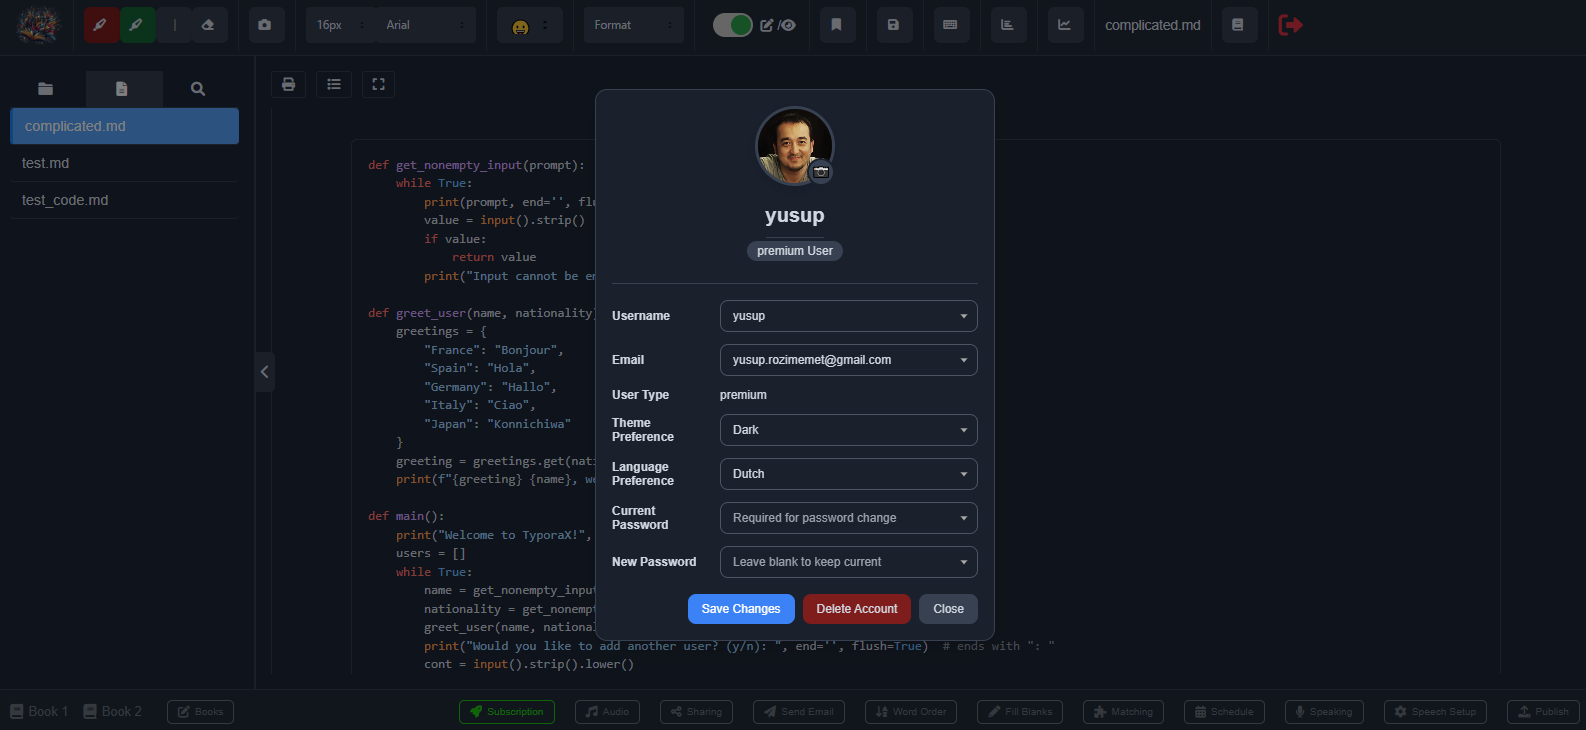 16px Arial 😀 Format / complicated.md
complicated.md
test.md
test_code.md
def get_nonempty_input(prompt):
while True:
print(prompt, end='', flu
value = input().strip()
if value:
return value
print("Input cannot be em
def greet_user(name, nationality)
greetings = {
"France": "Bonjour",
"Spain": "Hola",
"Germany": "Hallo",
"Italy": "Ciao",
"Japan": "Konnichiwa"
}
greeting = greetings.get(nati
print(f"{greeting} {name}, we
def main():
print("Welcome to TyporaX!",
users = []
while True:
name = get_nonempty_input
nationality = get_nonempt
greet_user(name, national
print("Would you like to add another user? (y/n): ", end='', flush=True)  # ends with ": "
cont = input().strip().lower()
yusup
premium User
Username yusup
Email yusup.rozimemet@gmail.com
User Type premium
Theme Preference Dark
Language Preference Dutch
Current Password Required for password change
New Password Leave blank to keep current
Save Changes Delete Account Close
Book 1 Book 2 Books Subscription Audio Sharing Send Email Word Order Fill Blanks Matching Schedule Speaking Speech Setup Publish